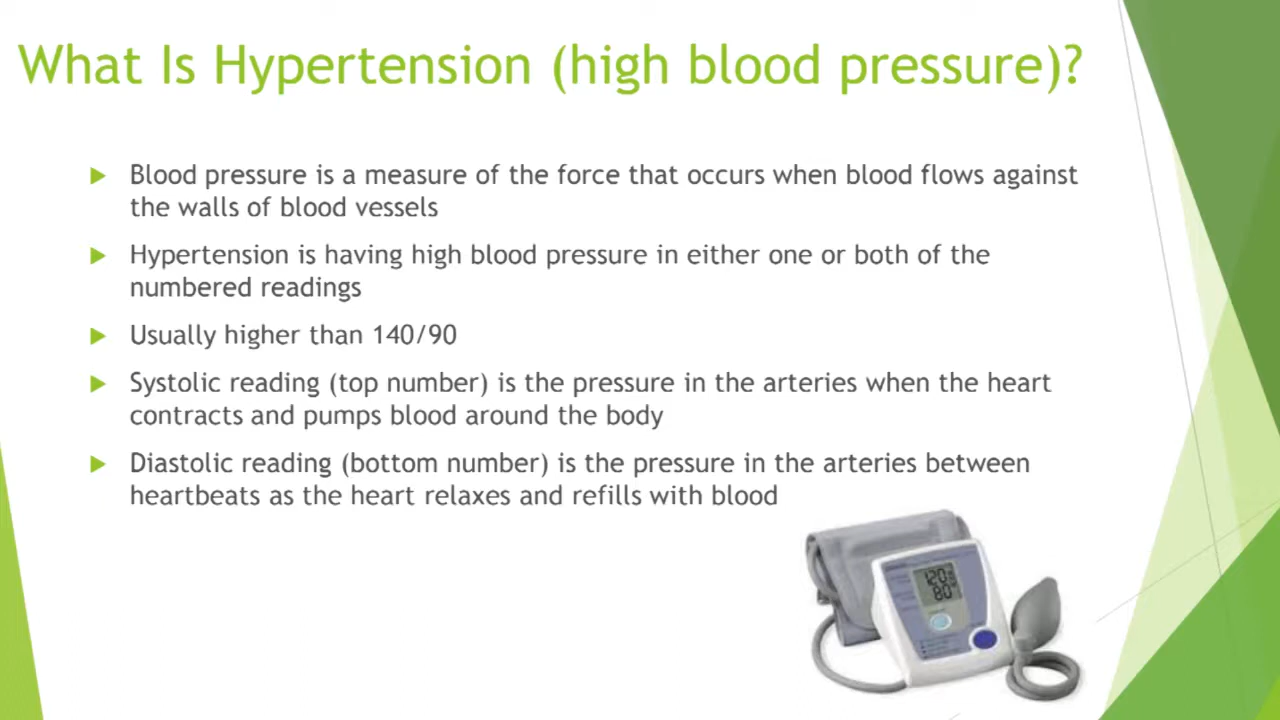 What Is Hypertension (high blood pressure)?
Blood pressure is a measure of the force that occurs when blood flows against
the walls of blood vessels
Hypertension is having high blood pressure in either one or both of the
numbered readings
Usually higher than 140/90
Systolic reading (top number) is the pressure in the arteries when the heart
contracts and pumps blood around the body
Diastolic reading (bottom number) is the pressure in the arteries between
heartbeats as the heart relaxes and refills with blood
120
80